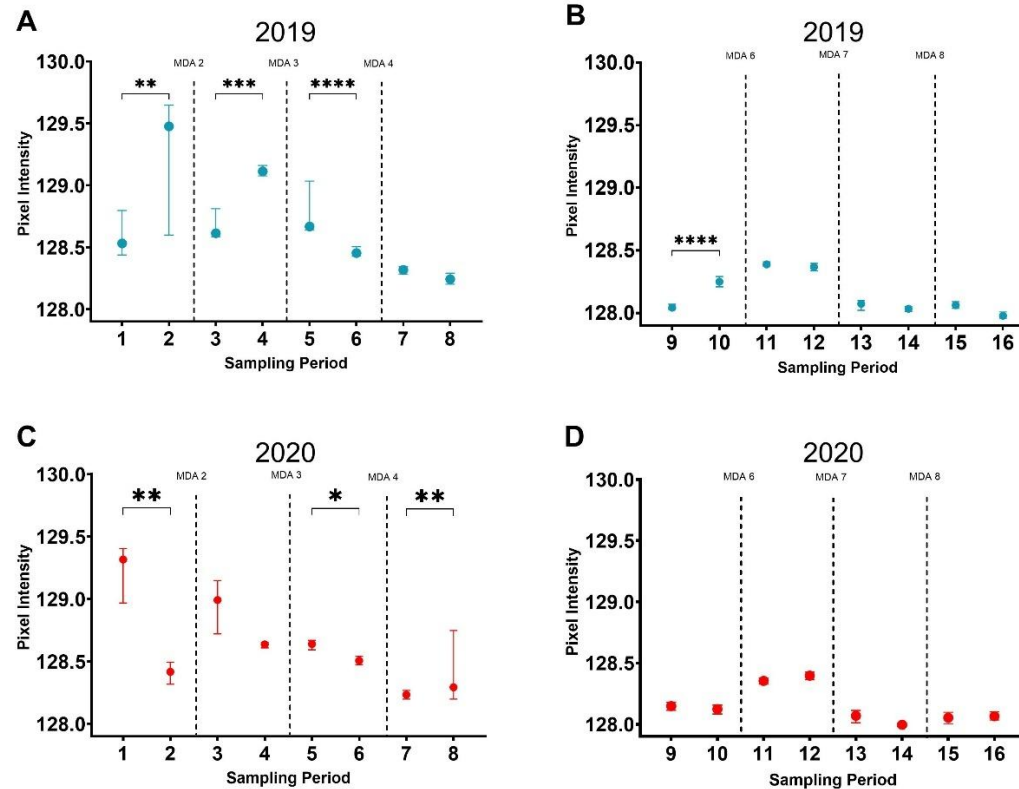 A
2019
MDA 2
MDA 3
MDA 4
130.0
129.5
129.0
128.5
128.0
Pixel Intensity
**
***
****
1 2 3 4 5 6 7 8
Sampling Period
B
2019
MDA 6
MDA 7
MDA 8
130.0
129.5
129.0
128.5
128.0
Pixel Intensity
****
9 10 11 12 13 14 15 16
Sampling Period
C
2020
MDA 2
MDA 3
MDA 4
130.0
129.5
129.0
128.5
128.0
Pixel Intensity
**
*
**
1 2 3 4 5 6 7 8
Sampling Period
D
2020
MDA 6
MDA 7
MDA 8
130.0
129.5
129.0
128.5
128.0
Pixel Intensity
9 10 11 12 13 14 15 16
Sampling Period